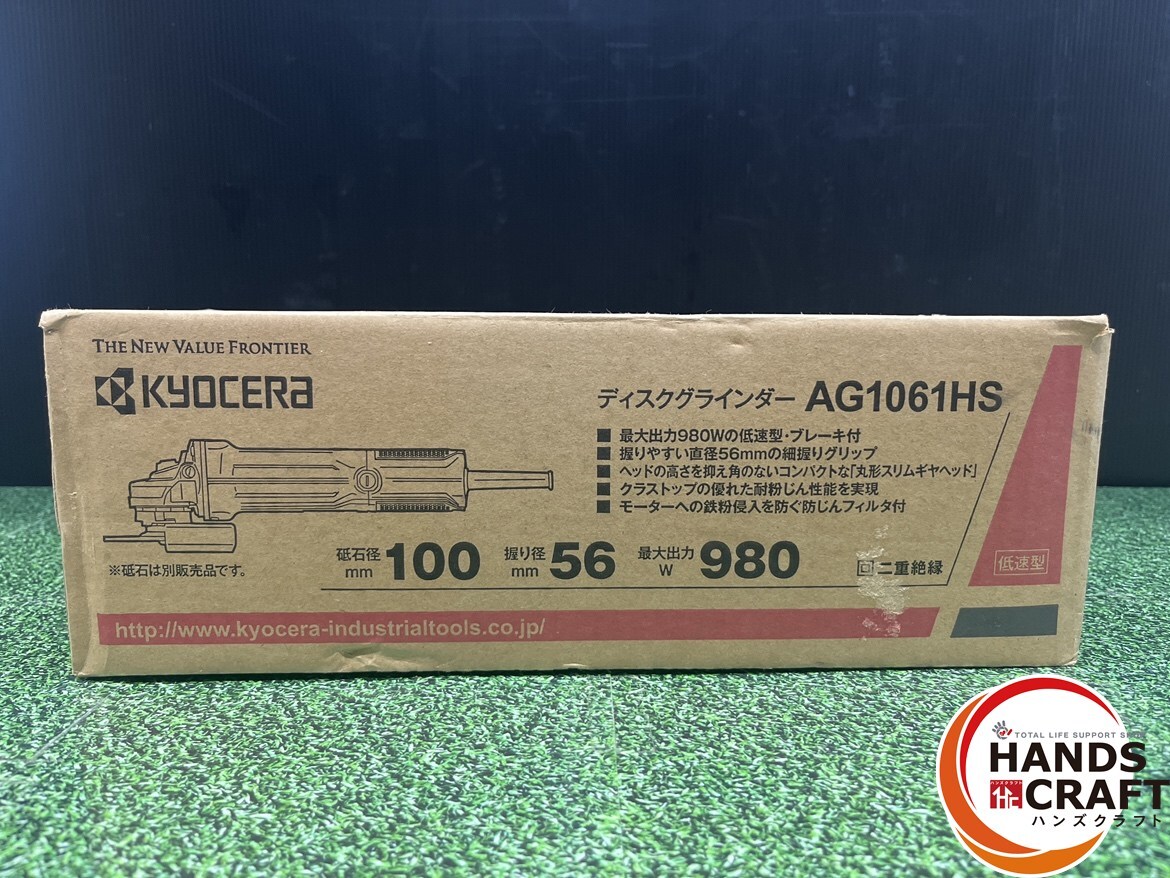 THE NEW VALUE FRONTIER
KYOCERA
ディスクグラインダー AG1061HS
■ 最大出力980Wの低速型・ブレーキ付
■ 握りやすい直径56mmの細握りグリップ
■ ヘッドの高さを抑え角のないコンパクトな「丸形スリムギヤヘッド」
■ クラストップの優れた耐粉じん性能を実現
■ モーターへの鉄粉侵入を防ぐ防じんフィルタ付
※砥石は別販売品です。
砥石径 mm 100 握り径 mm 56 最大出力 W 980
回二重絶縁
低速型
http://www.kyocera-industrialtools.co.jp/
TOTAL LIFE SUPPORT SHOP
HANDS
ハンズクラフト
CRAFT
ハンズクラフト